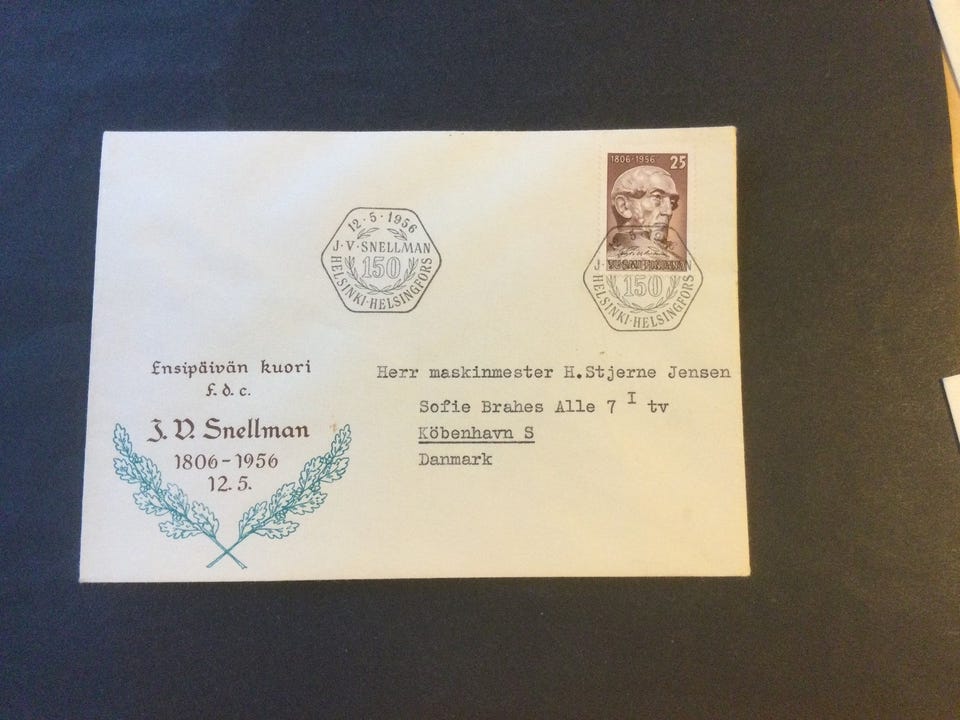 1806-1956 25
12·5·1956
J·V·SNELLMAN
150
HELSINKI·HELSINGFORS
J·V·SNELLMAN
150
HELSINKI·HELSINGFORS
Ensipäivän kuori
f. d. c.
J. V. Snellman
1806-1956
12. 5.
Herr maskinmester H.Stjerne Jensen
Sofie Brahes Alle 7 I tv
Köbenhavn S
Danmark